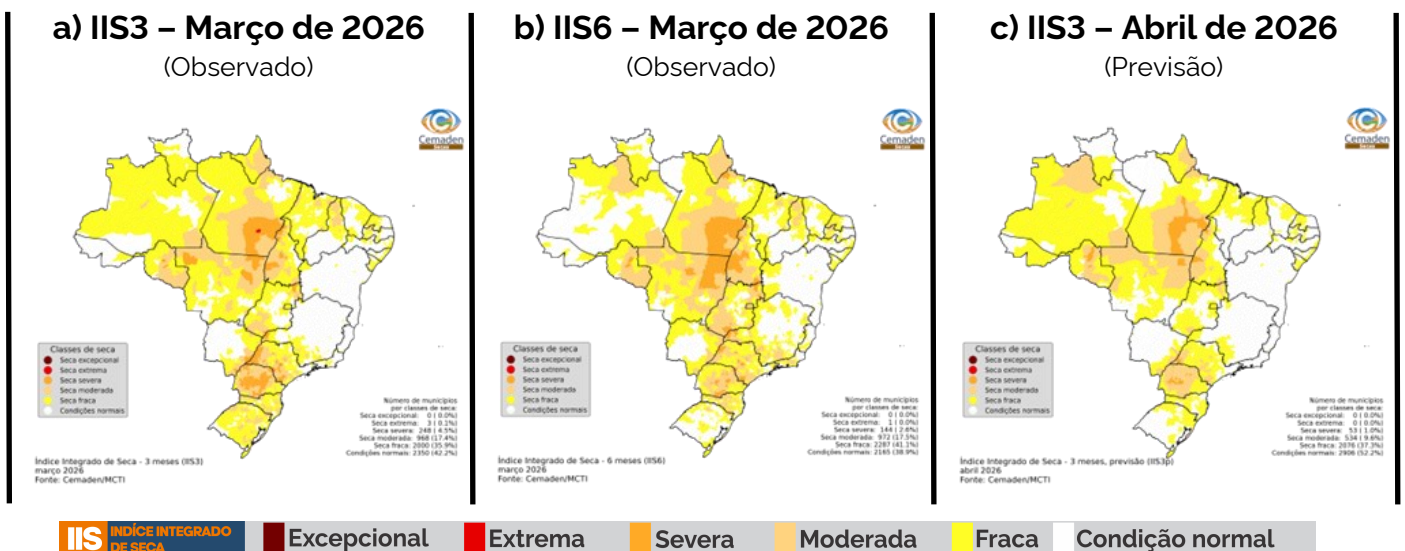 a) IIS3 – Março de 2026
(Observado)
Cemaden
Classes de seca
Seca excepcional
Seca extrema
Seca severa
Seca moderada
Seca fraca
Condições normais
Número de municípios
por classes de seca:
Seca excepcional: 0 ( 0.0%)
Seca extrema: 3 ( 0.1%)
Seca severa: 248 ( 4.5%)
Seca moderada: 968 (17.4%)
Seca fraca: 2000 (35.9%)
Condições normais: 2350 (42.2%)
Índice Integrado de Seca - 3 meses (IIS3)
março 2026
Fonte: Cemaden/MCTI
b) IIS6 – Março de 2026
(Observado)
Cemaden
Classes de seca
Seca excepcional
Seca extrema
Seca severa
Seca moderada
Seca fraca
Condições normais
Número de municípios
por classes de seca:
Seca excepcional: 0 ( 0.0%)
Seca extrema: 1 ( 0.0%)
Seca severa: 144 ( 2.6%)
Seca moderada: 972 (17.5%)
Seca fraca: 2287 (41.1%)
Condições normais: 2165 (38.9%)
Índice Integrado de Seca - 6 meses (IIS6)
março 2026
Fonte: Cemaden/MCTI
c) IIS3 – Abril de 2026
(Previsão)
Cemaden
Classes de seca
Seca excepcional
Seca extrema
Seca severa
Seca moderada
Seca fraca
Condições normais
Número de municípios
por classes de seca:
Seca excepcional: 0 ( 0.0%)
Seca extrema: 0 ( 0.0%)
Seca severa: 53 ( 1.0%)
Seca moderada: 534 ( 9.6%)
Seca fraca: 2076 (37.3%)
Condições normais: 2906 (52.2%)
Índice Integrado de Seca - 3 meses, previsão (IIS3p)
abril 2026
Fonte: Cemaden/MCTI
IIS INDÍCE INTEGRADO
DE SECA
Excepcional
Extrema
Severa
Moderada
Fraca
Condição normal